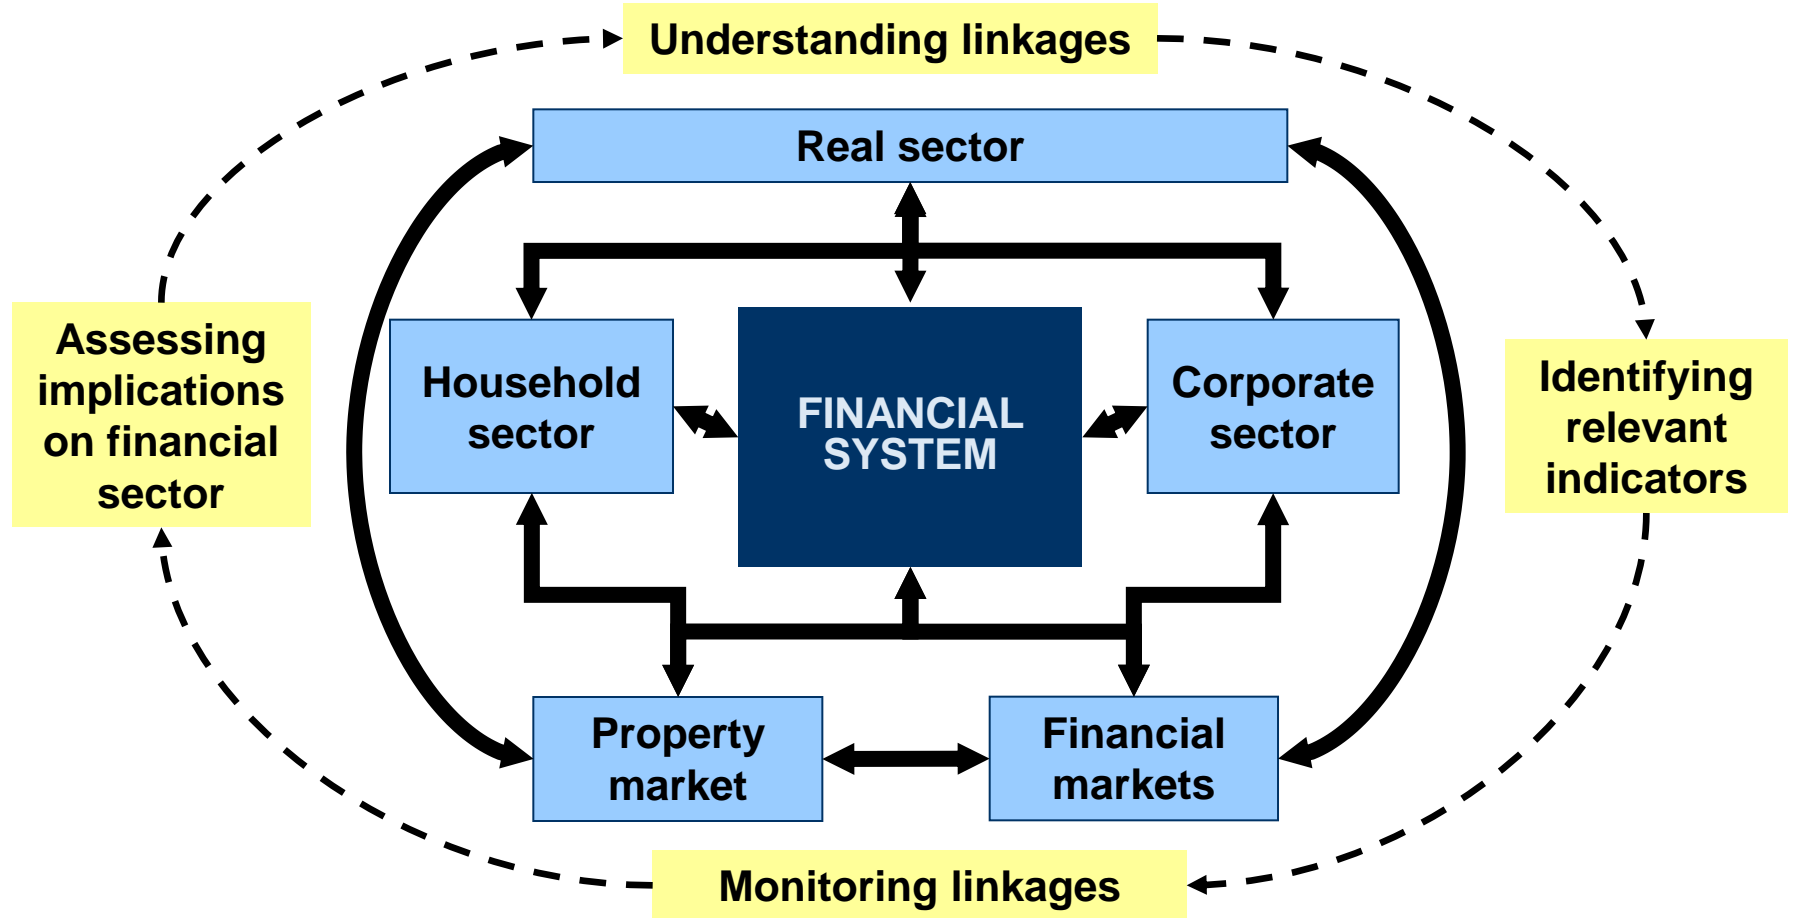 Understanding linkages
Real sector
Assessing
implications
on financial
sector
Household
sector
FINANCIAL
SYSTEM
Corporate
sector
Identifying
relevant
indicators
Property
market
Financial
markets
Monitoring linkages